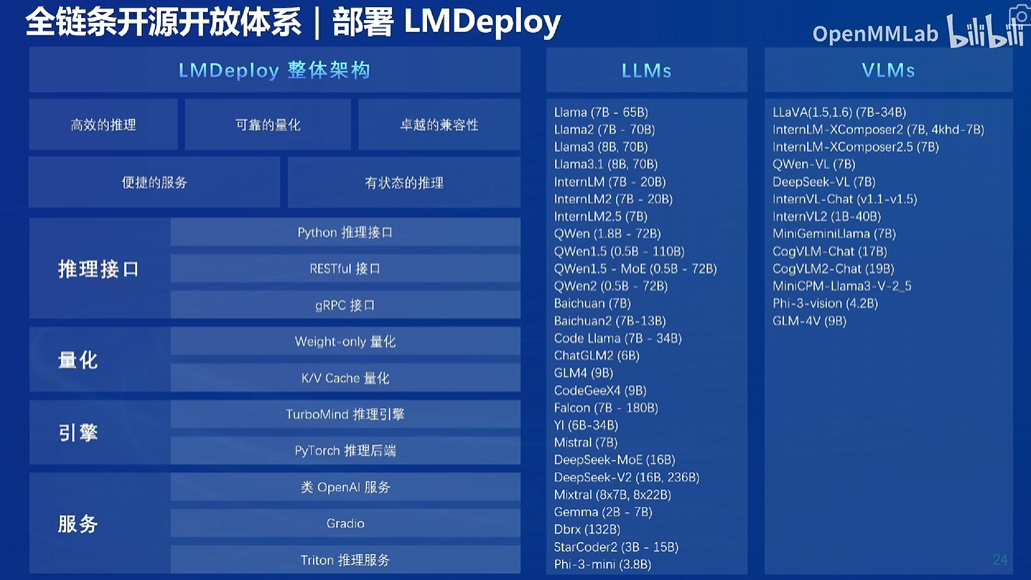 全链条开源开放体系｜部署 LMDeploy
OpenMMLab bilibili
LMDeploy 整体架构
高效的推理
可靠的量化
卓越的兼容性
便捷的服务
有状态的推理
推理接口
Python 推理接口
RESTful 接口
gRPC 接口
量化
Weight-only 量化
K/V Cache 量化
引擎
TurboMind 推理引擎
PyTorch 推理后端
服务
类 OpenAI 服务
Gradio
Triton 推理服务
LLMs
Llama (7B - 65B)
Llama2 (7B - 70B)
Llama3 (8B, 70B)
Llama3.1 (8B, 70B)
InternLM (7B - 20B)
InternLM2 (7B - 20B)
InternLM2.5 (7B)
QWen (1.8B - 72B)
QWen1.5 (0.5B - 110B)
QWen1.5 - MoE (0.5B - 72B)
QWen2 (0.5B - 72B)
Baichuan (7B)
Baichuan2 (7B-13B)
Code Llama (7B - 34B)
ChatGLM2 (6B)
GLM4 (9B)
CodeGeeX4 (9B)
Falcon (7B - 180B)
YI (6B-34B)
Mistral (7B)
DeepSeek-MoE (16B)
DeepSeek-V2 (16B, 236B)
Mixtral (8x7B, 8x22B)
Gemma (2B - 7B)
Dbrx (132B)
StarCoder2 (3B - 15B)
Phi-3-mini (3.8B)
VLMs
LLaVA(1.5,1.6) (7B-34B)
InternLM-XComposer2 (7B, 4khd-7B)
InternLM-XComposer2.5 (7B)
QWen-VL (7B)
DeepSeek-VL (7B)
InternVL-Chat (v1.1-v1.5)
InternVL2 (1B-40B)
MiniGeminiLlama (7B)
CogVLM-Chat (17B)
CogVLM2-Chat (19B)
MiniCPM-Llama3-V-2_5
Phi-3-vision (4.2B)
GLM-4V (9B)
24